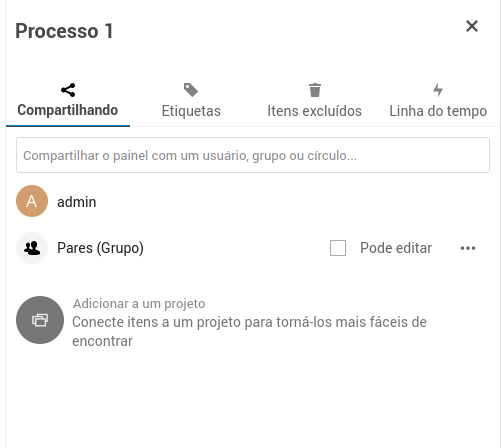 Processo 1
Compartilhando
Etiquetas
Itens excluídos
Linha do tempo
Compartilhar o painel com um usuário, grupo ou círculo...
A
admin
Pares (Grupo)
Pode editar
Adicionar a um projeto
Conecte itens a um projeto para torná-los mais fáceis de
encontrar